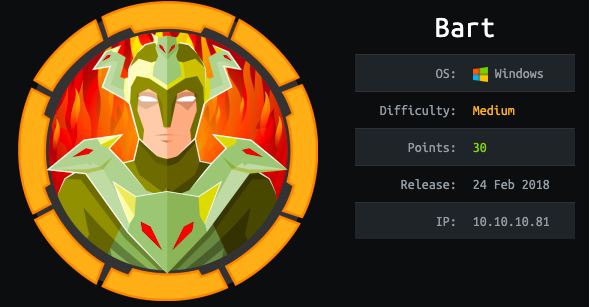 Bart
OS: Windows
Difficulty: Medium
Points: 30
Release: 24 Feb 2018
IP: 10.10.10.81